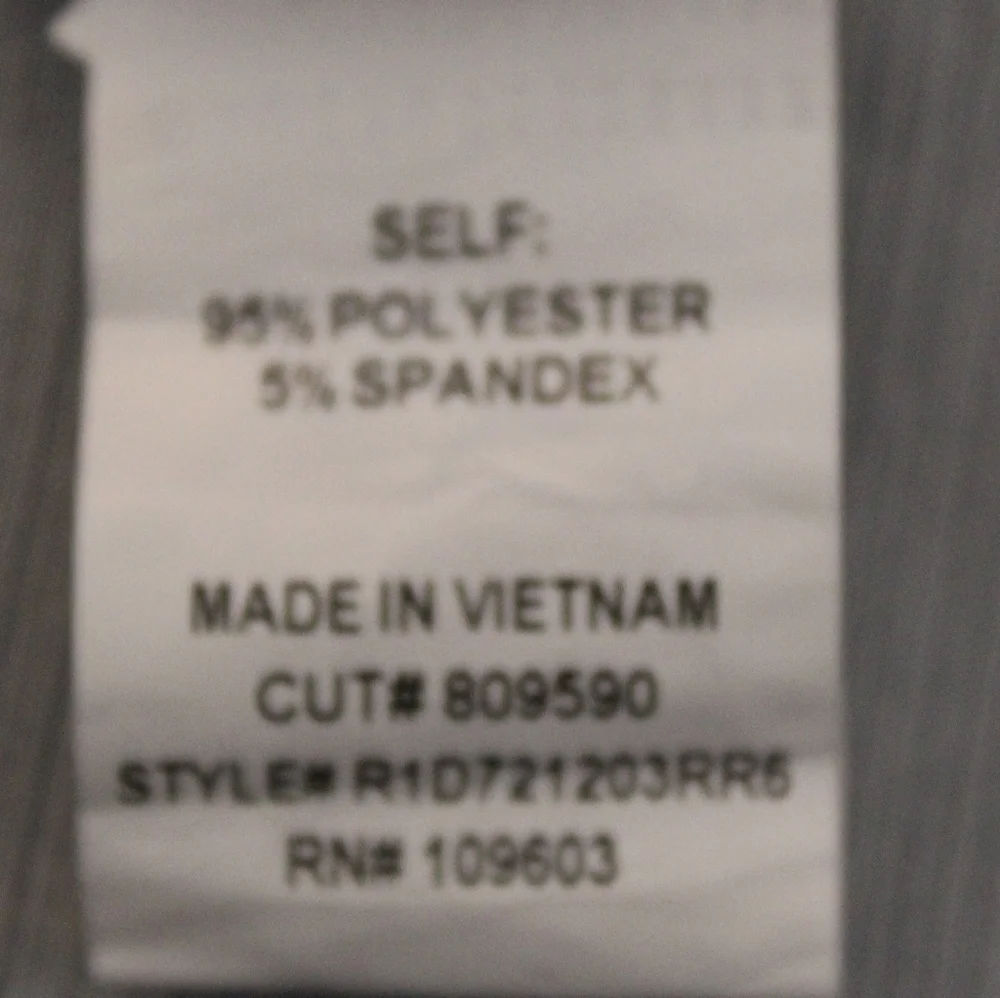 SELF:
95% POLYESTER
5% SPANDEX
MADE IN VIETNAM
CUT# 809590
STYLE# R1D721203RR6
RN# 109603